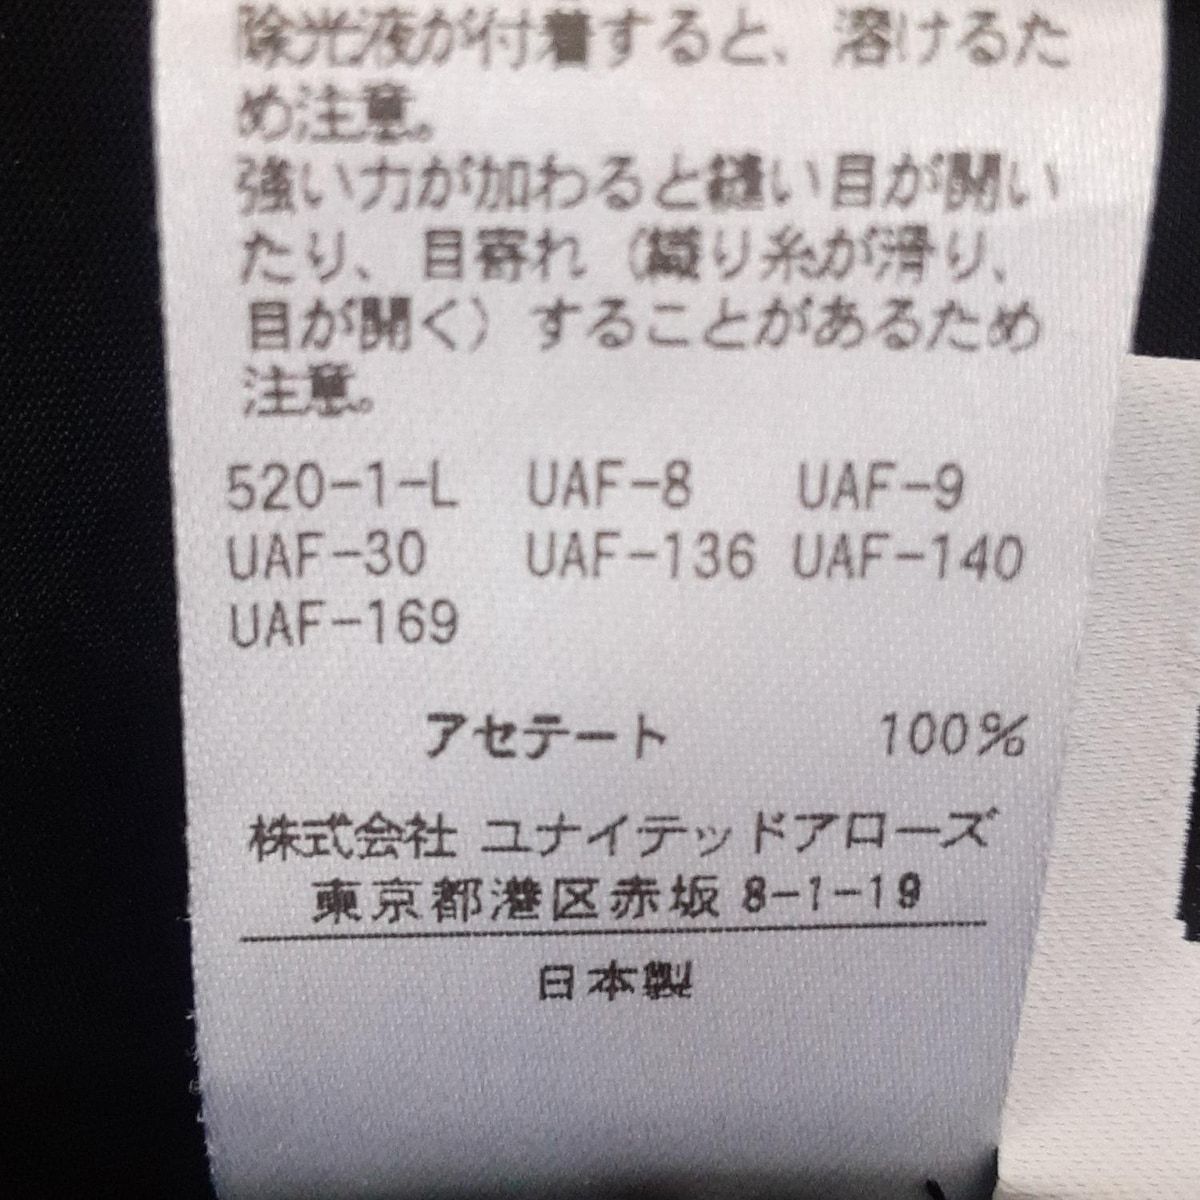 除光液が付着すると、溶けるた
め注意。
強い力が加わると縫い目が開い
たり、目寄れ（織り糸が滑り、
目が開く）することがあるため
注意。
520-1-L UAF-8 UAF-9
UAF-30 UAF-136 UAF-140
UAF-169
アセテート 100%
株式会社 ユナイテッドアローズ
東京都港区赤坂 8-1-19
日本製